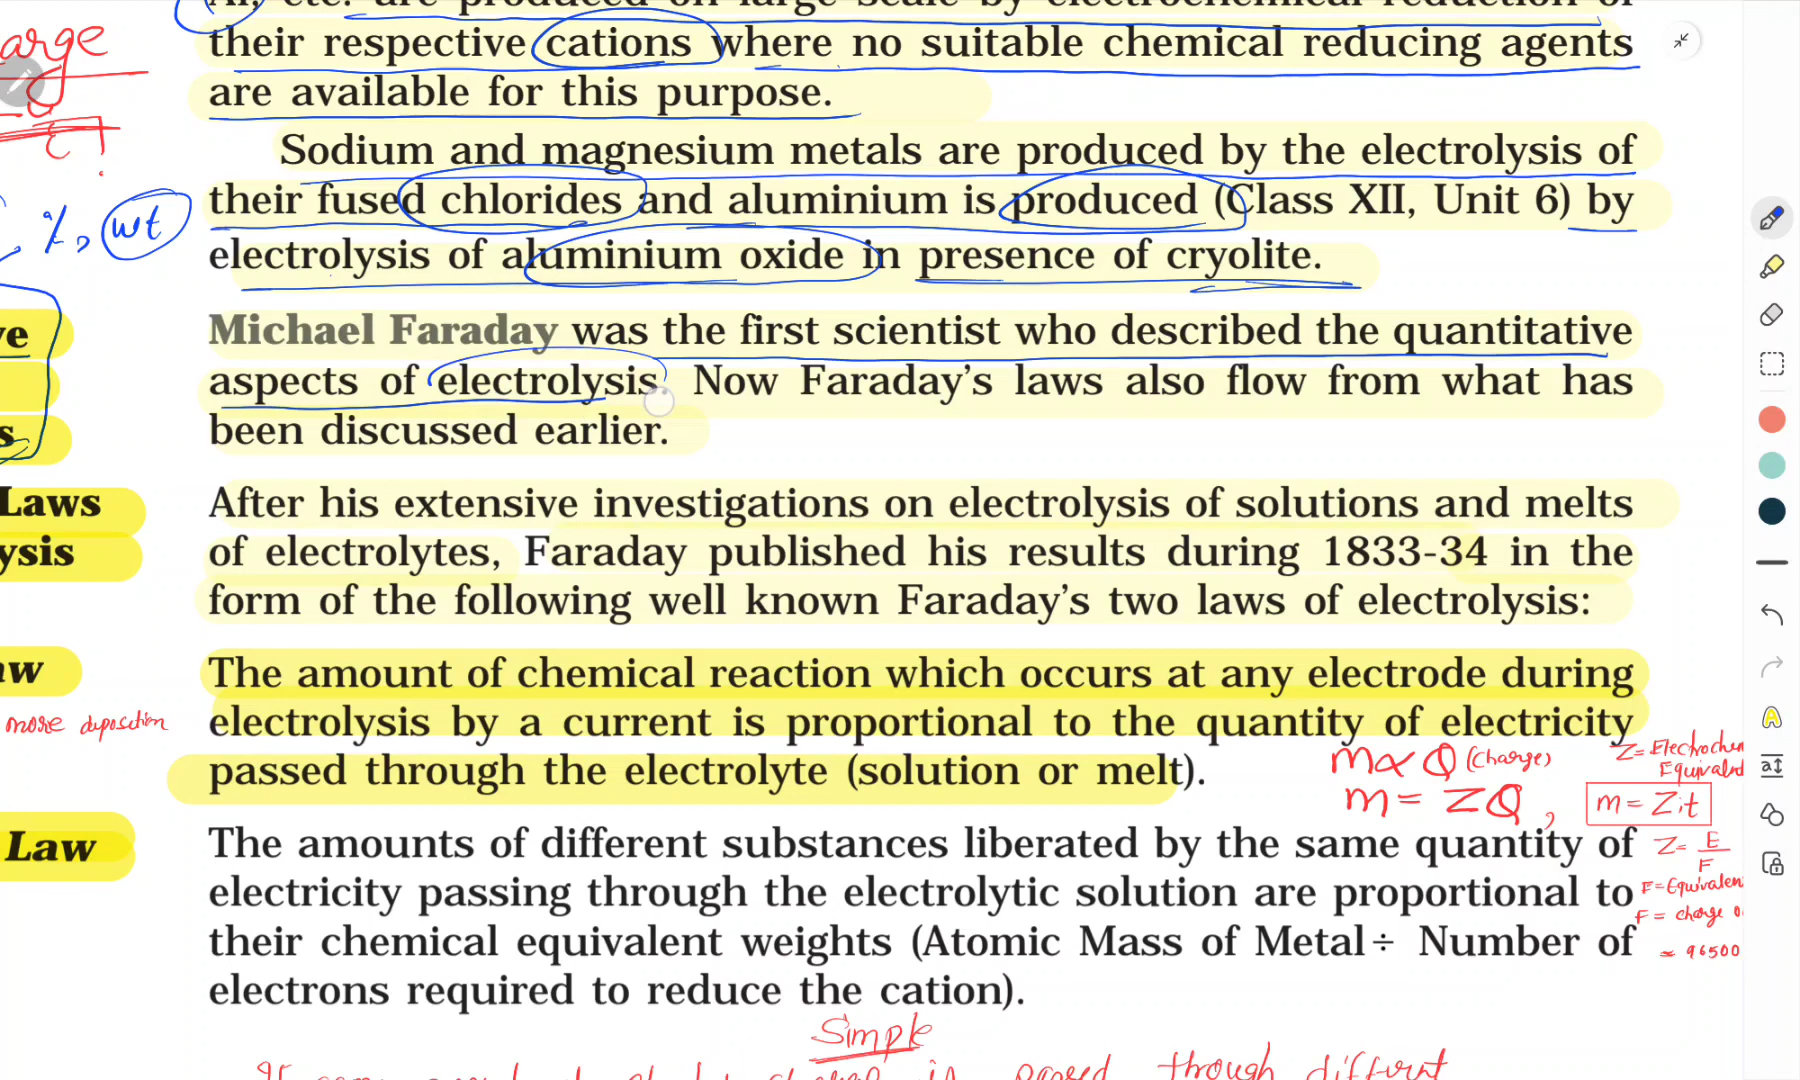 their respective cations where no suitable chemical reducing agents
are available for this purpose.
Sodium and magnesium metals are produced by the electrolysis of
their fused chlorides and aluminium is produced (Class XII, Unit 6) by
electrolysis of aluminium oxide in presence of cryolite.
%, wt
Michael Faraday was the first scientist who described the quantitative
aspects of electrolysis. Now Faraday's laws also flow from what has
been discussed earlier.
Laws
After his extensive investigations on electrolysis of solutions and melts
of electrolytes, Faraday published his results during 1833-34 in the
form of the following well known Faraday's two laws of electrolysis:
The amount of chemical reaction which occurs at any electrode during
electrolysis by a current is proportional to the quantity of electricity
passed through the electrolyte (solution or melt).
more deposition
m∝Q (charge)
m = ZQ,
Z= Electrochem
Equivalent
m = Zit
Z= E/F
E=Equivalen
F = charge o
≈ 96500
Law
The amounts of different substances liberated by the same quantity of
electricity passing through the electrolytic solution are proportional to
their chemical equivalent weights (Atomic Mass of Metal ÷ Number of
electrons required to reduce the cation).
Simple
passed through different